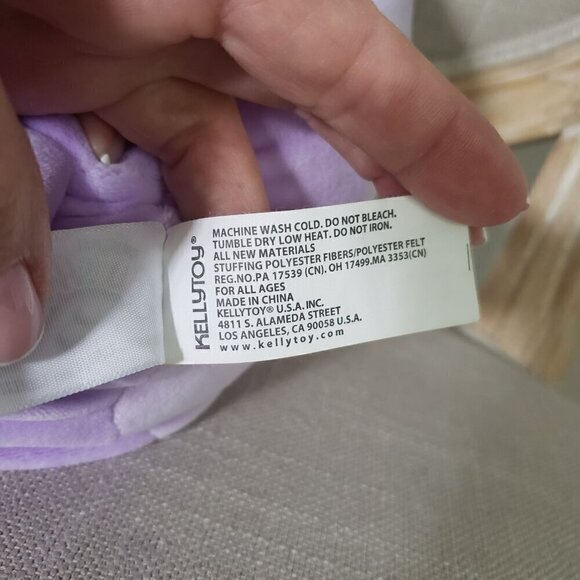 KELLYTOY®
MACHINE WASH COLD. DO NOT BLEACH.
TUMBLE DRY LOW HEAT. DO NOT IRON.
ALL NEW MATERIALS
STUFFING POLYESTER FIBERS/POLYESTER FELT
REG.NO.PA 17539 (CN). OH 17499.MA 3353(CN)
FOR ALL AGES
MADE IN CHINA
KELLYTOY® U.S.A. INC.
4811 S. ALAMEDA STREET
LOS ANGELES, CA 90058 U.S.A.
www.kellytoy.com